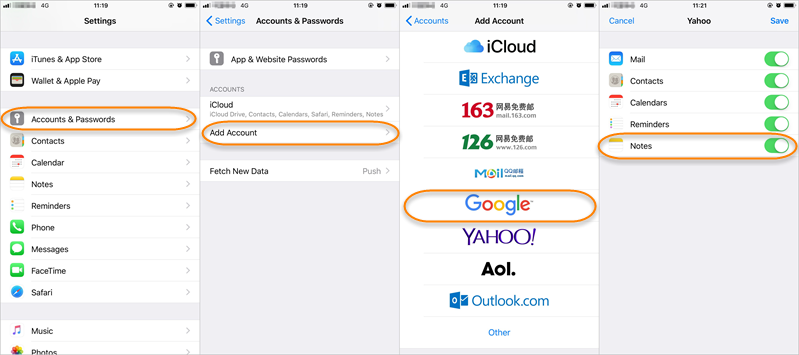 4G 11:19
Settings
iTunes & App Store
Wallet & Apple Pay
Accounts & Passwords
Contacts
Calendar
Notes
Reminders
Phone
Messages
FaceTime
Safari
Music
Photos
4G 11:19
Settings Accounts & Passwords
App & Website Passwords
ACCOUNTS
iCloud
iCloud Drive, Contacts, Calendars, Safari, Reminders, Notes
Add Account
Fetch New Data Push
4G 11:19
Accounts Add Account
iCloud
Exchange
163 网易免费邮
mail.163.com
126 网易免费邮
www.126.com
Mail QQ邮箱
mail.qq.com
Google
YAHOO!
Aol.
Outlook.com
Other
4G 11:21
Cancel Yahoo Save
Mail
Contacts
Calendars
Reminders
Notes